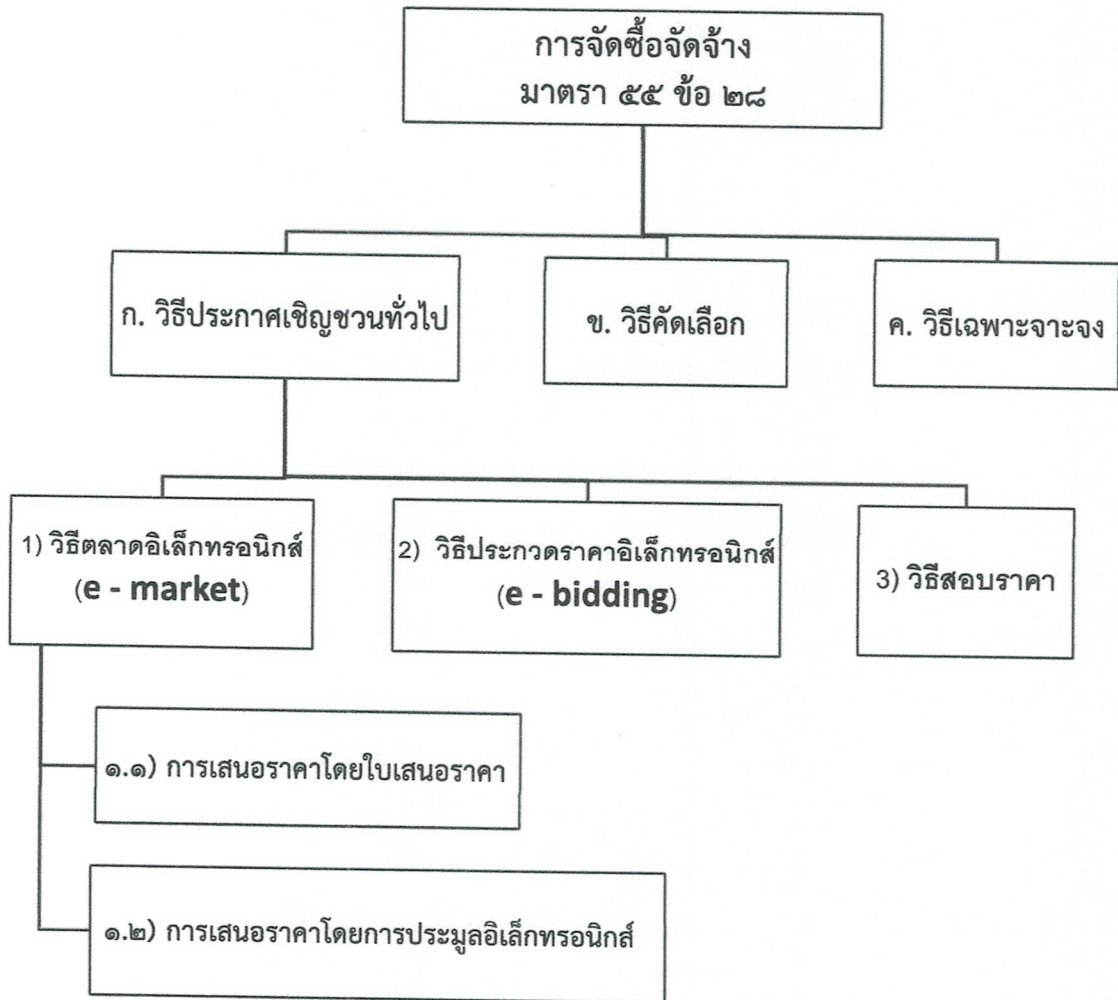 การจัดซื้อจัดจ้าง
มาตรา ๕๕ ข้อ ๒๘
ก. วิธีประกาศเชิญชวนทั่วไป
ข. วิธีคัดเลือก
ค. วิธีเฉพาะจาะจง
1) วิธีตลาดอิเล็กทรอนิกส์
(e - market)
2) วิธีประกวดราคาอิเล็กทรอนิกส์
(e - bidding)
3) วิธีสอบราคา
๑.๑) การเสนอราคาโดยใบเสนอราคา
๑.๒) การเสนอราคาโดยการประมูลอิเล็กทรอนิกส์